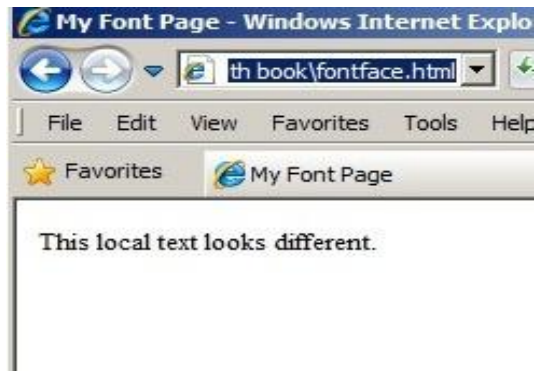 My Font Page - Windows Internet Explo
th book\fontface.html
File Edit View Favorites Tools Help
Favorites My Font Page
This local text looks different.